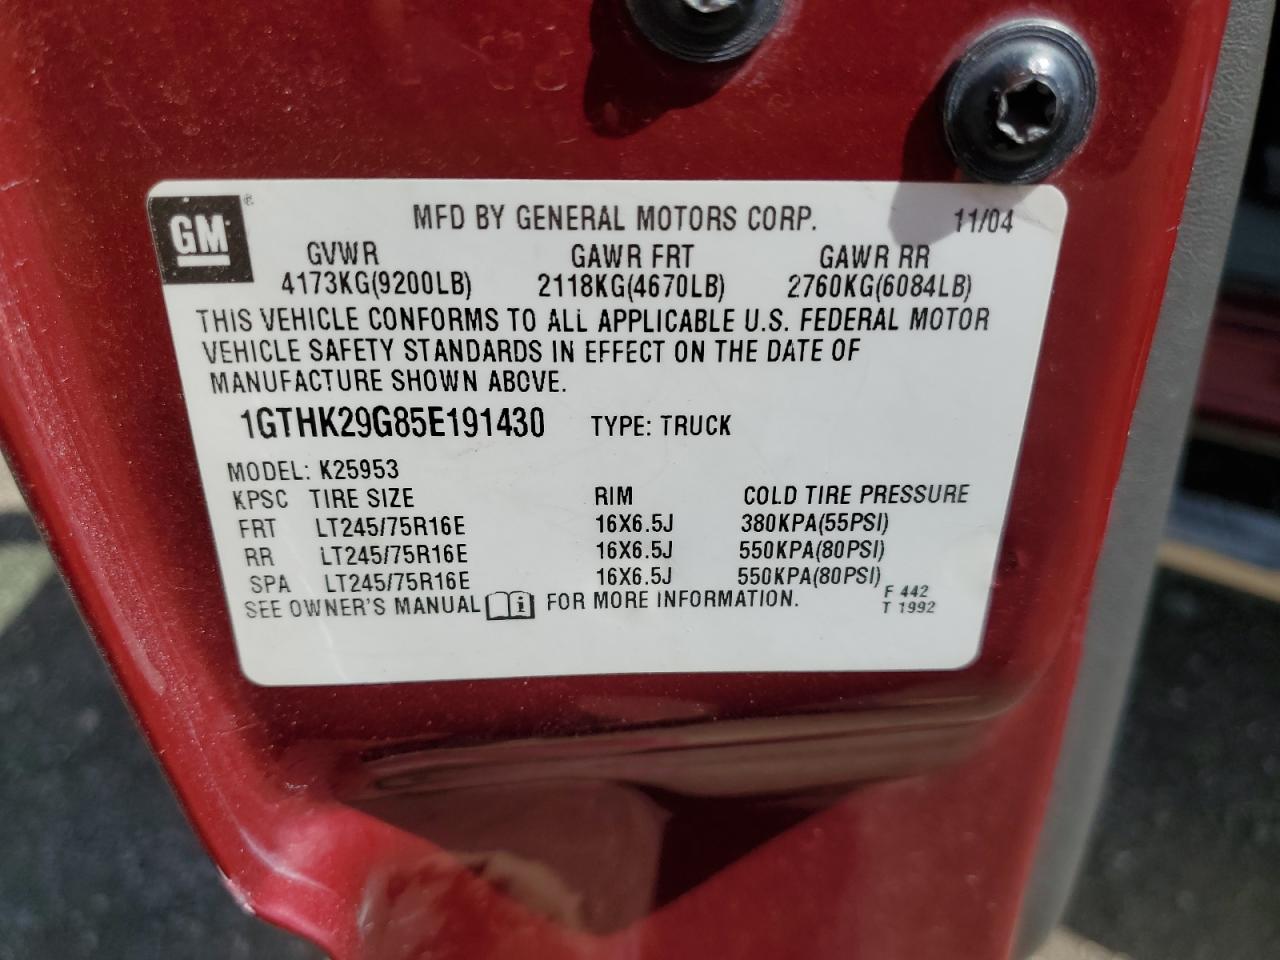 GM ®
MFD BY GENERAL MOTORS CORP. 11/04
GVWR GAWR FRT GAWR RR
4173KG(9200LB) 2118KG(4670LB) 2760KG(6084LB)
THIS VEHICLE CONFORMS TO ALL APPLICABLE U.S. FEDERAL MOTOR
VEHICLE SAFETY STANDARDS IN EFFECT ON THE DATE OF
MANUFACTURE SHOWN ABOVE.
1GTHK29G85E191430 TYPE: TRUCK
MODEL: K25953
KPSC TIRE SIZE RIM COLD TIRE PRESSURE
FRT LT245/75R16E 16X6.5J 380KPA(55PSI)
RR LT245/75R16E 16X6.5J 550KPA(80PSI)
SPA LT245/75R16E 16X6.5J 550KPA(80PSI)
SEE OWNER'S MANUAL i FOR MORE INFORMATION. F 442
T 1992